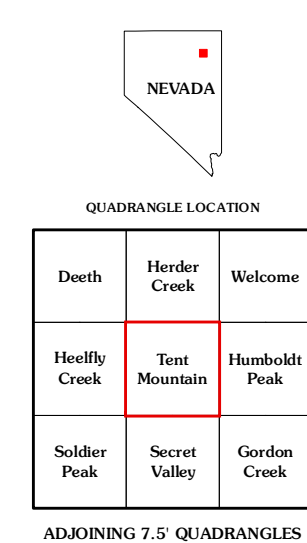 NEVADA
QUADRANGLE LOCATION
Deeth
Herder
Creek
Welcome
Heelfly
Creek
Tent
Mountain
Humboldt
Peak
Soldier
Peak
Secret
Valley
Gordon
Creek
ADJOINING 7.5' QUADRANGLES